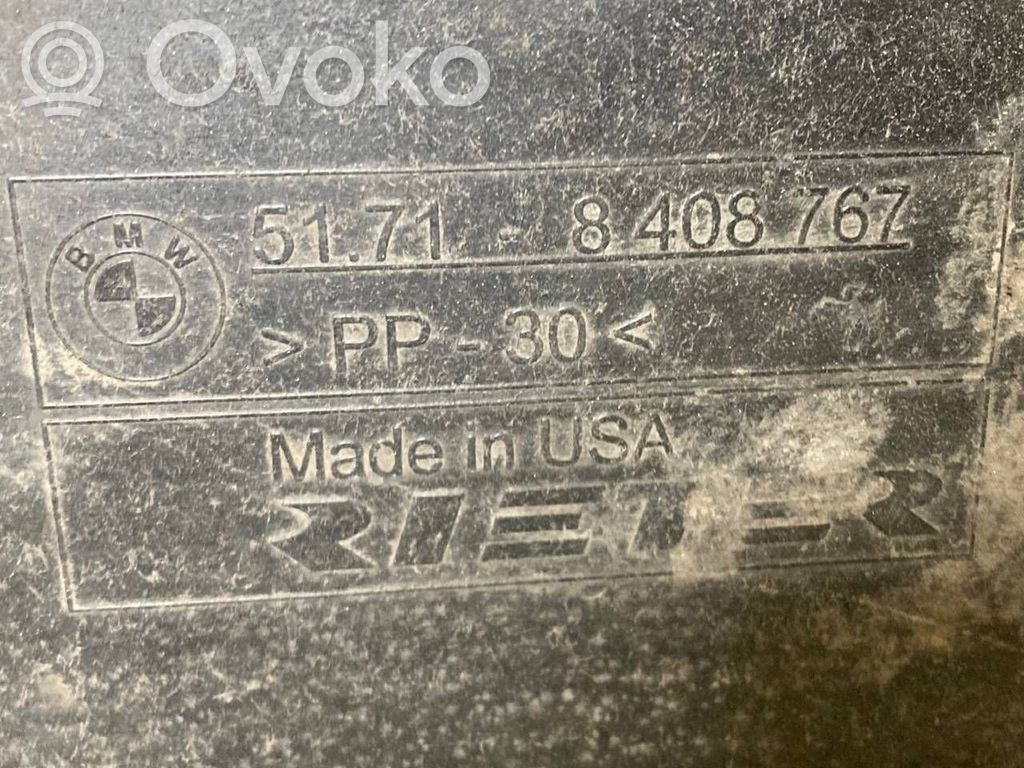 Ovoko
BMW
51.71 - 8 408 767
> PP - 30 <
Made in USA
RIETER